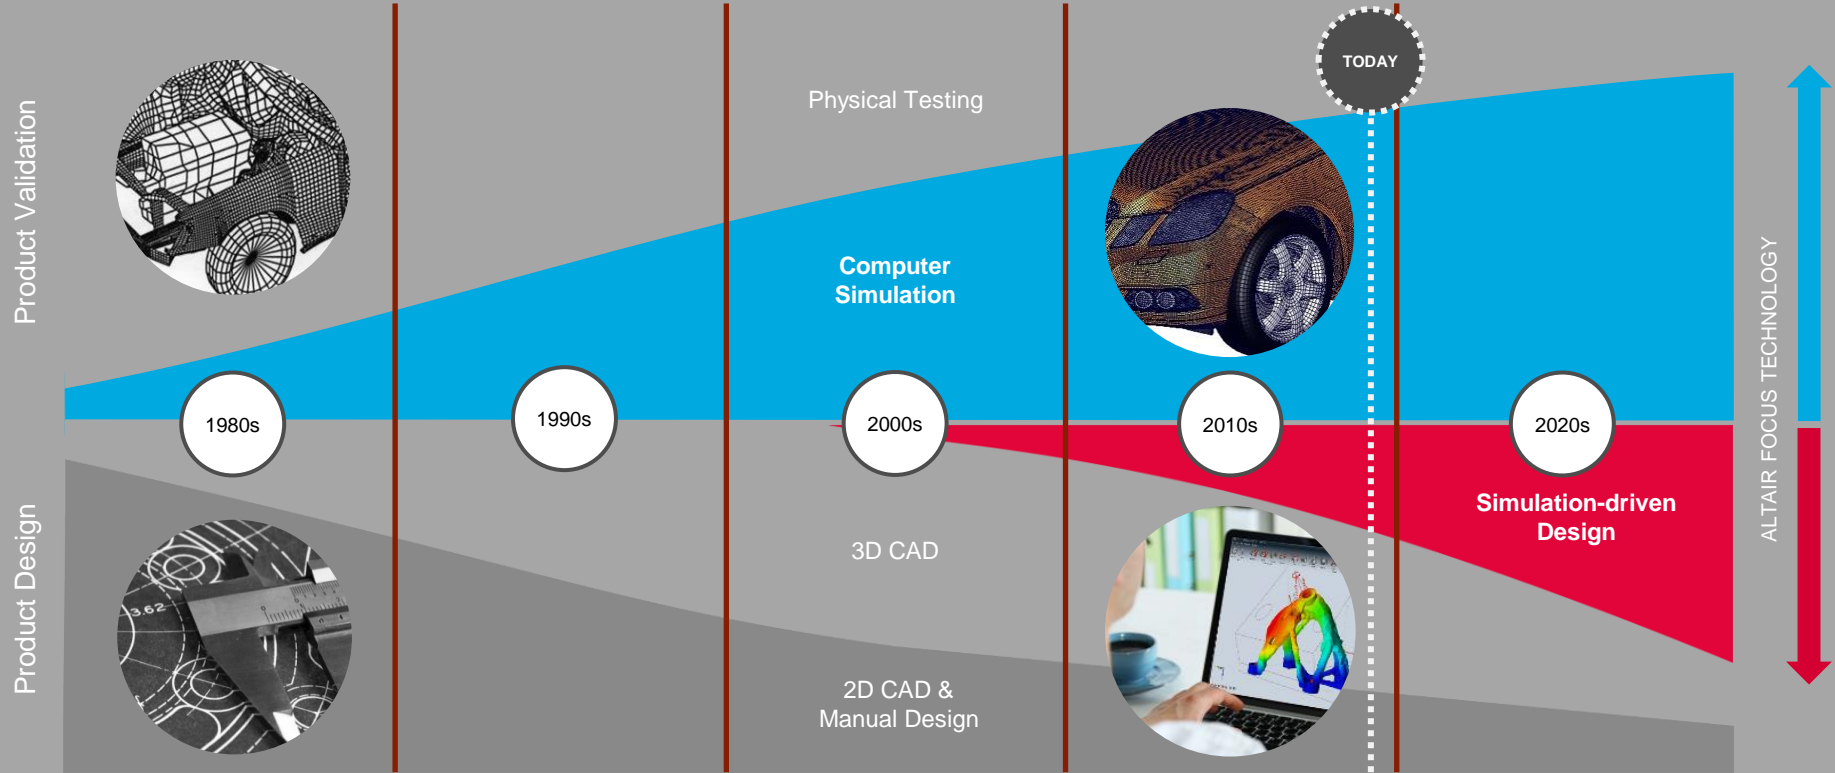 Product Validation
Physical Testing
TODAY
Computer
Simulation
1980s
1990s
2000s
2010s
2020s
ALTAIR FOCUS TECHNOLOGY
Product Design
Simulation-driven
Design
3D CAD
3.62
2D CAD &
Manual Design